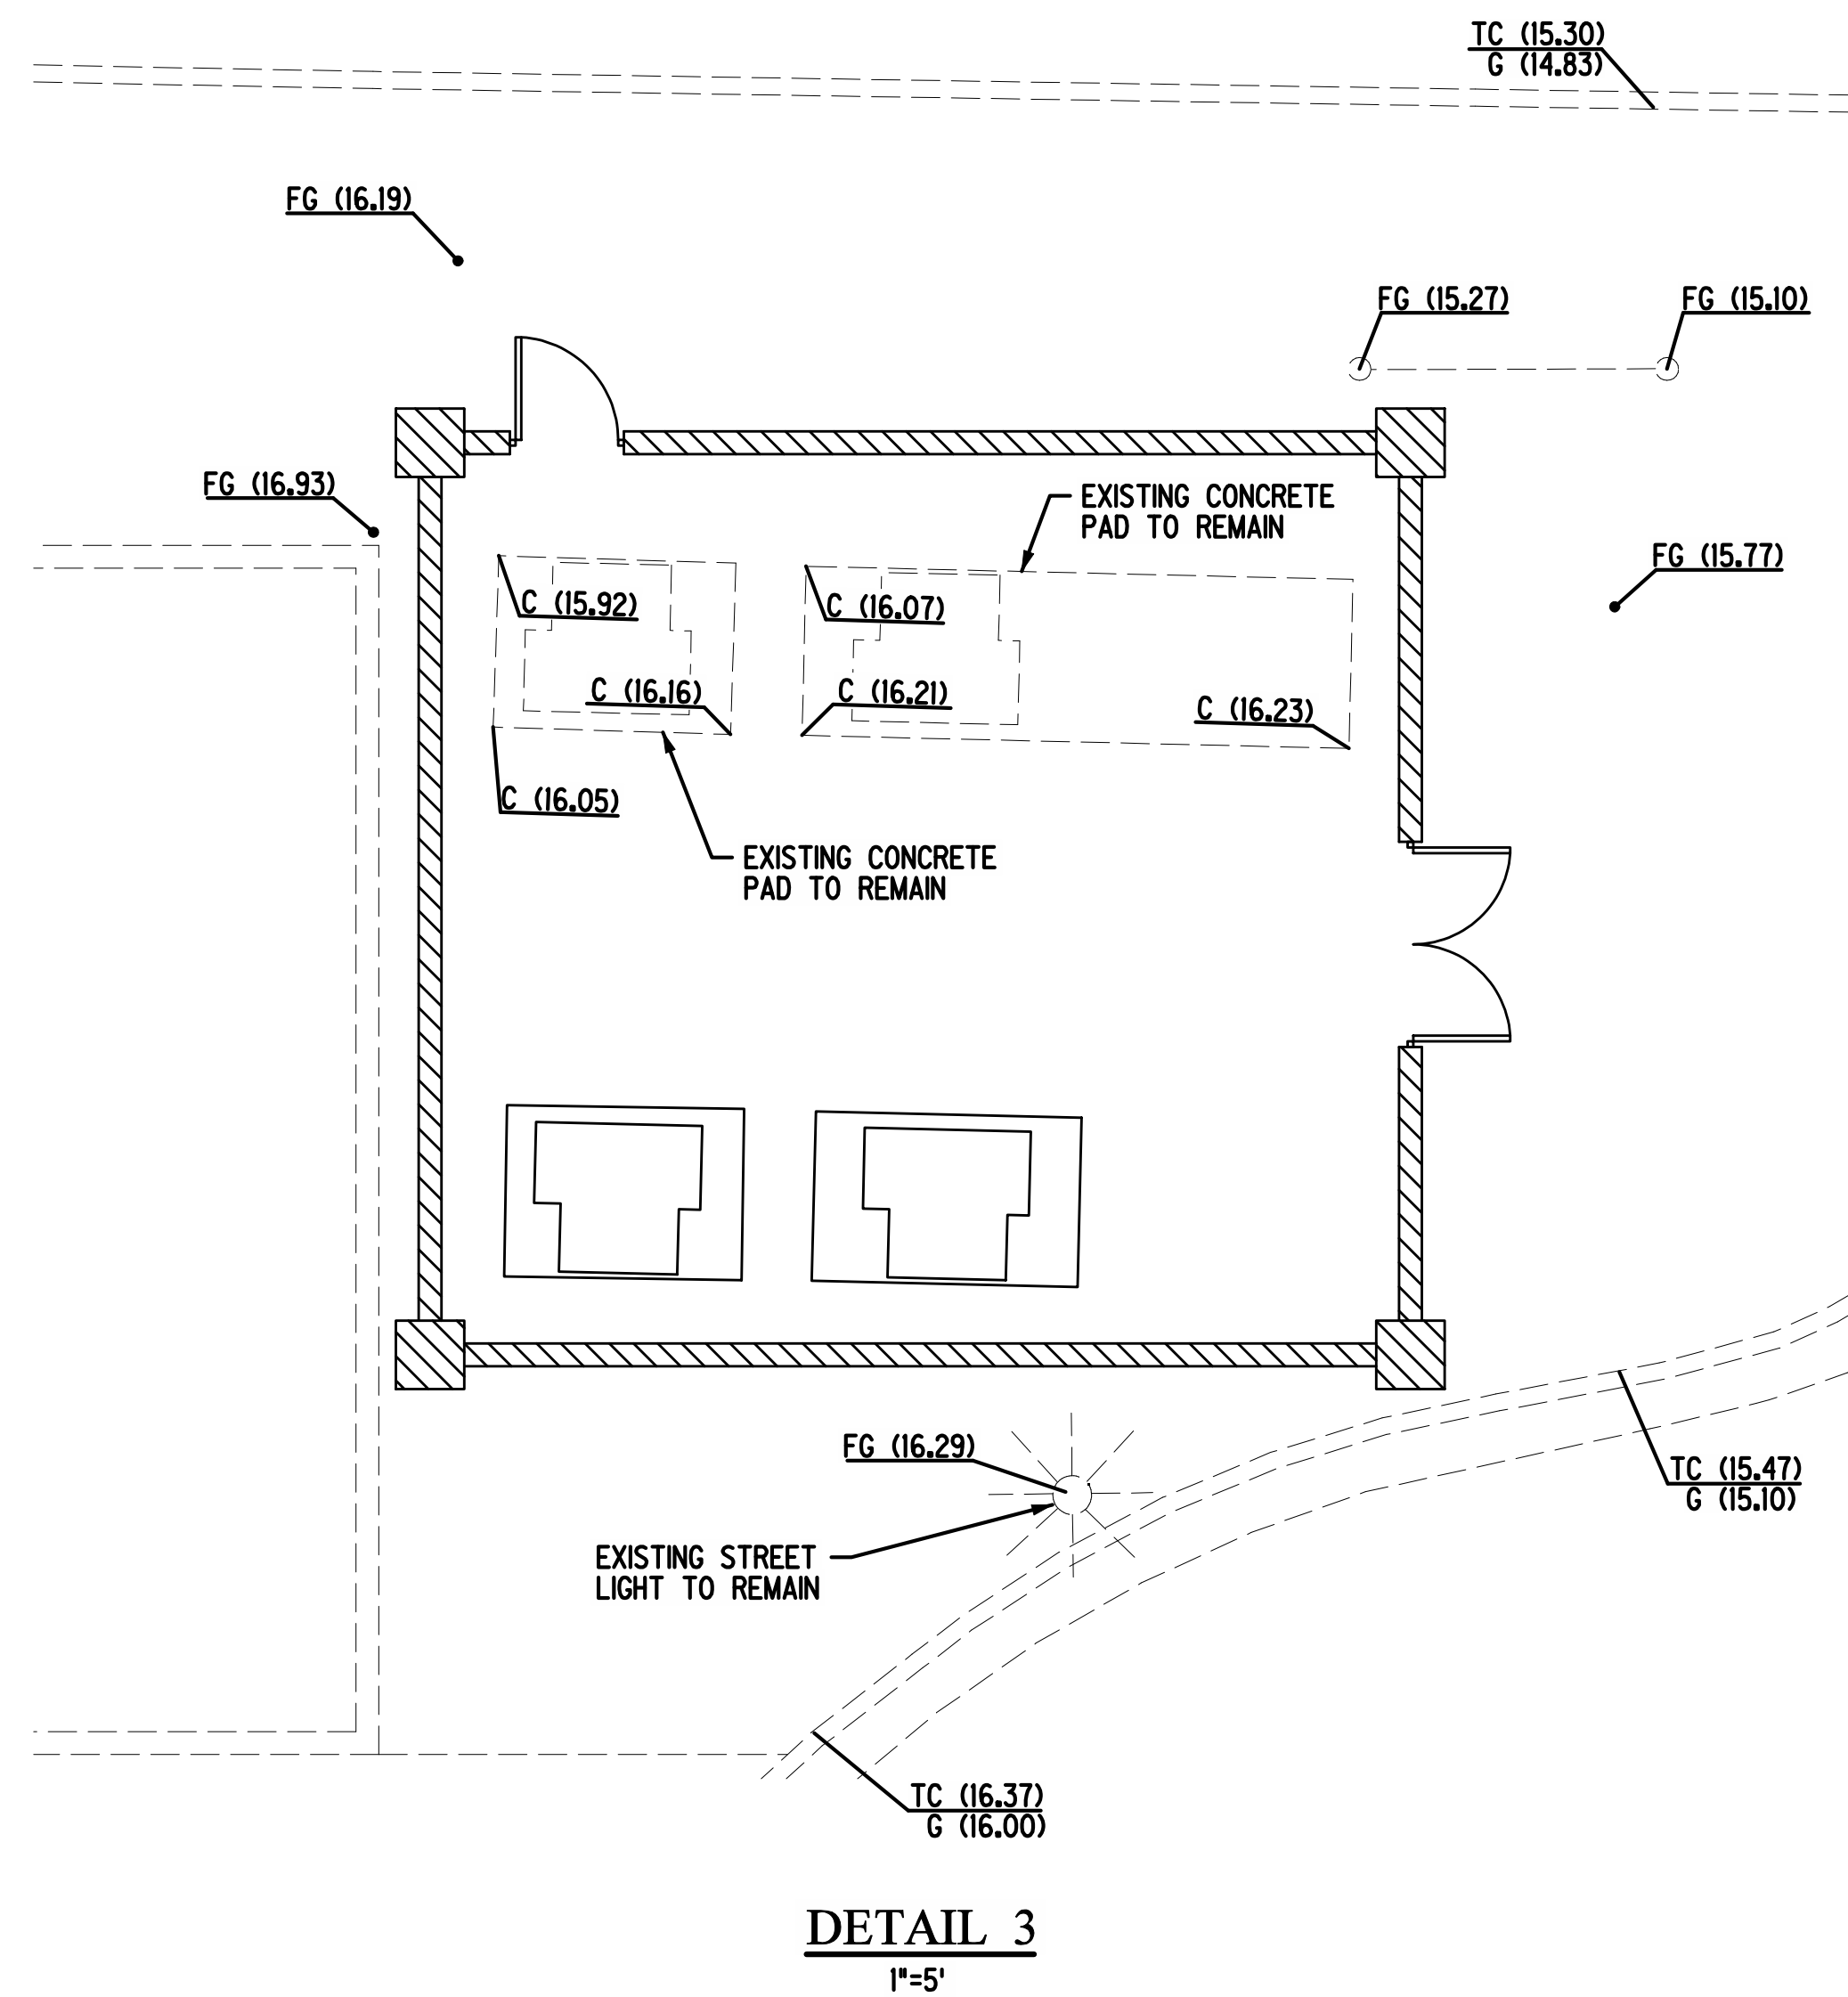 TC (15.30)
G (14.83)
FG (16.19)
FG (15.27)
FG (15.10)
FG (16.93)
EXISTING CONCRETE
PAD TO REMAIN
FG (15.77)
C (15.92)
C (16.07)
C (16.16)
C (16.21)
C (16.23)
C (16.05)
EXISTING CONCRETE
PAD TO REMAIN
FG (16.29)
TC (15.47)
G (15.10)
EXISTING STREET
LIGHT TO REMAIN
TC (16.37)
G (16.00)
DETAIL 3
1"=5'